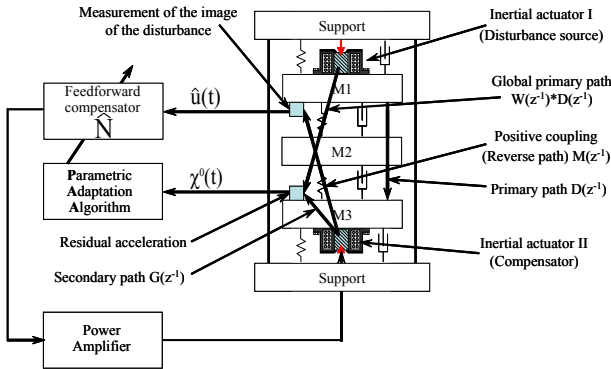 Measurement of the image
of the disturbance
Support
Inertial actuator I
(Disturbance source)
Feedforward
compensator
N̂
û(t)
M1
Global primary path
W(z⁻¹)*D(z⁻¹)
M2
Positive coupling
(Reverse path) M(z⁻¹)
Parametric
Adaptation
Algorithm
χ⁰(t)
Primary path D(z⁻¹)
M3
Residual acceleration
Secondary path G(z⁻¹)
Inertial actuator II
(Compensator)
Support
Power
Amplifier